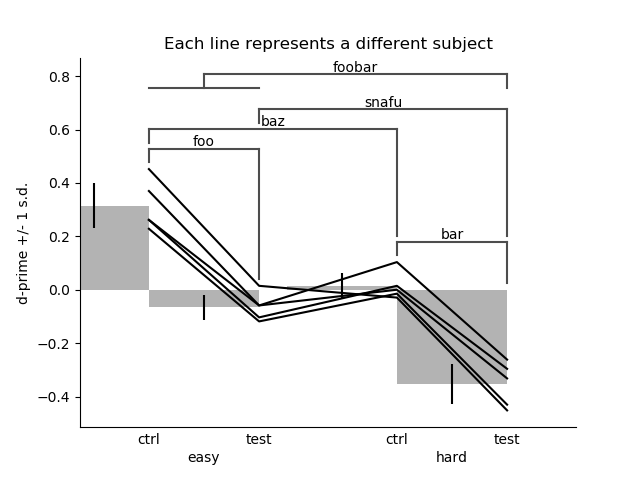 Each line represents a different subject
foobar
snafu
baz
foo
bar
d-prime +/- 1 s.d.
0.8
0.6
0.4
0.2
0.0
−0.2
−0.4
ctrl test ctrl test
easy hard